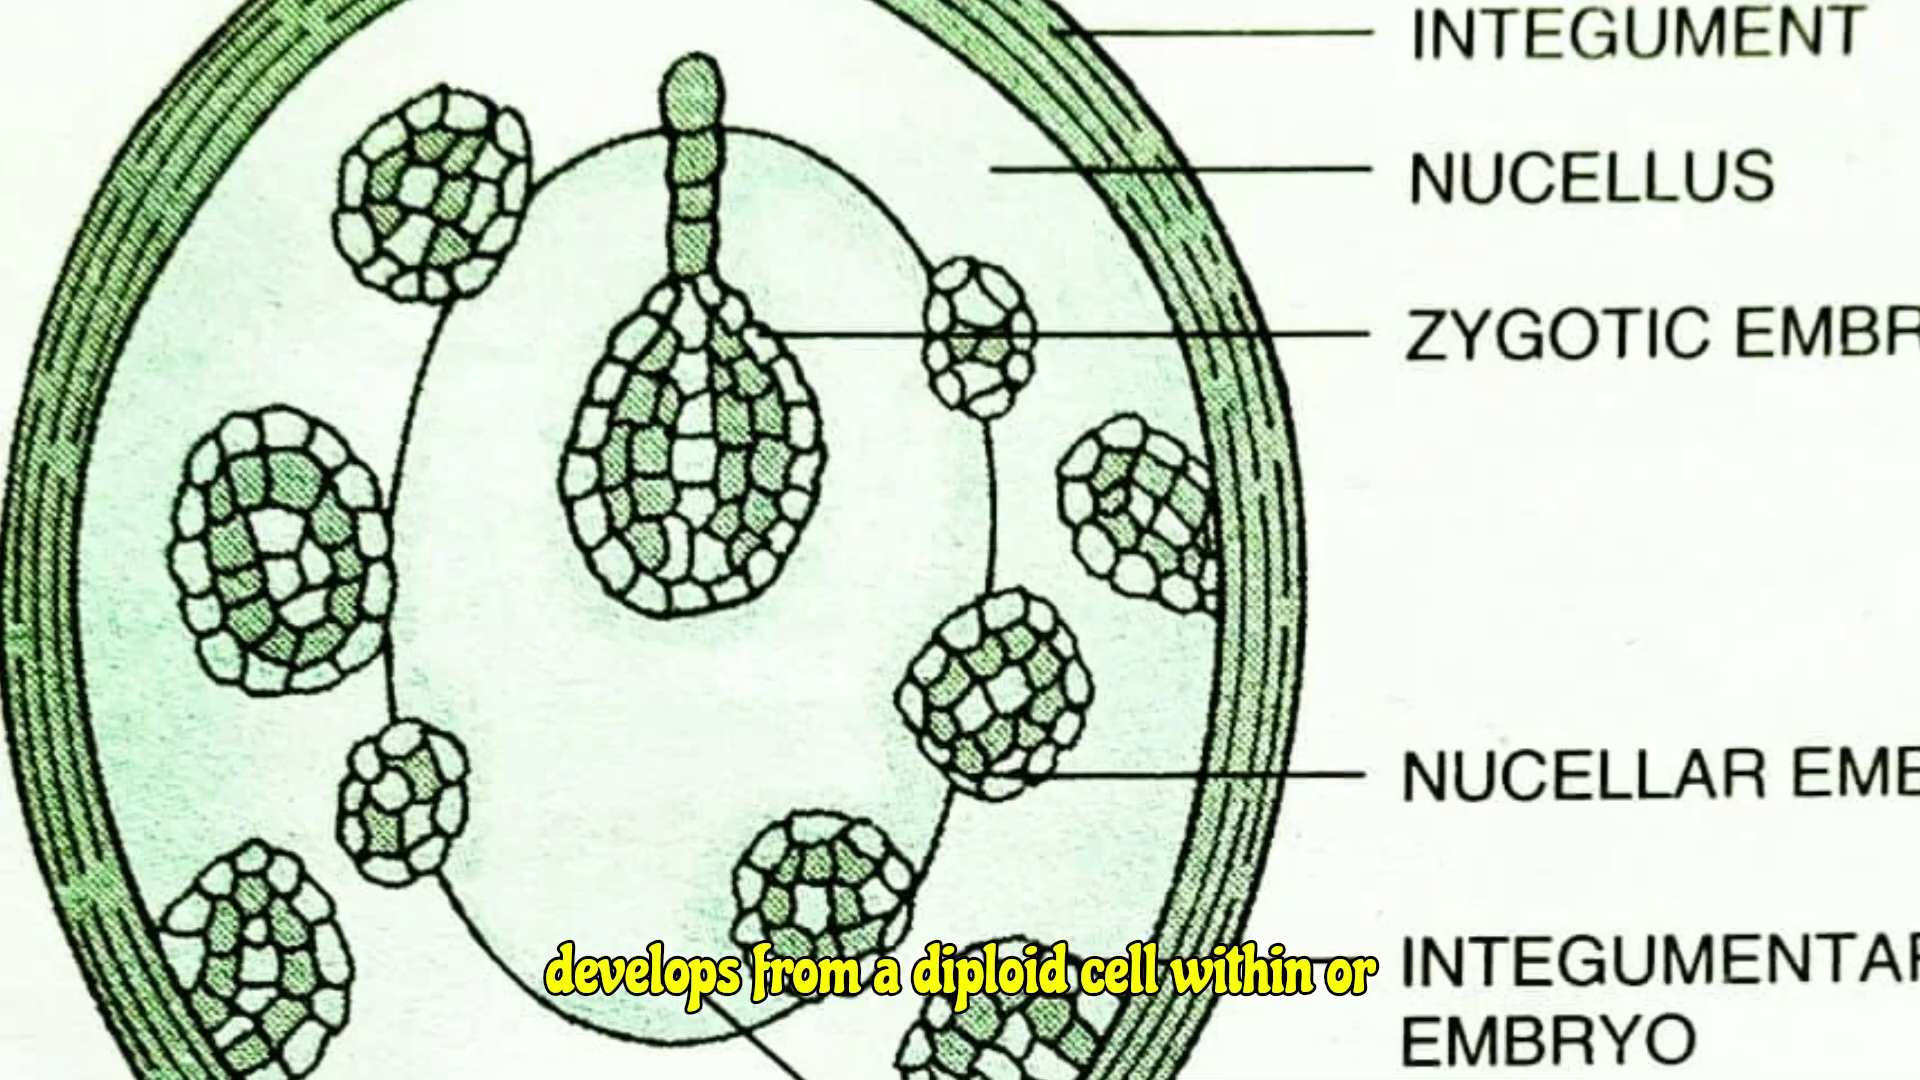 INTEGUMENT
NUCELLUS
ZYGOTIC EMBR
NUCELLAR EMB
INTEGUMENTAR
EMBRYO
develops from a diploid cell within or